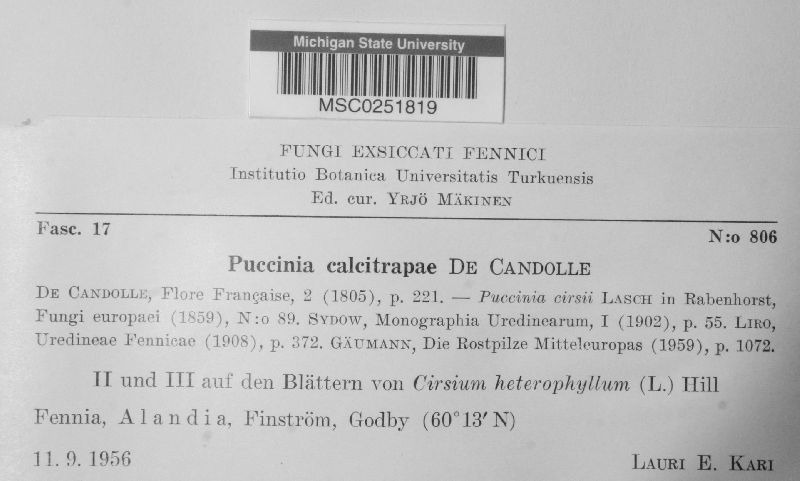 Michigan State University
MSC0251819
FUNGI EXSICCATI FENNICI
Institutio Botanica Universitatis Turkuensis
Ed. cur. YRJÖ MÄKINEN
Fasc. 17 N:o 806
Puccinia calcitrapae DE CANDOLLE
DE CANDOLLE, Flore Française, 2 (1805), p. 221. — Puccinia cirsii LASCH in Rabenhorst,
Fungi europaei (1859), N:o 89. SYDOW, Monographia Uredinearum, I (1902), p. 55. LIRO,
Uredineae Fennicae (1908), p. 372. GÄUMANN, Die Rostpilze Mitteleuropas (1959), p. 1072.
II und III auf den Blättern von Cirsium heterophyllum (L.) Hill
Fennia, Alandia, Finström, Godby (60°13′ N)
11. 9. 1956 LAURI E. KARI